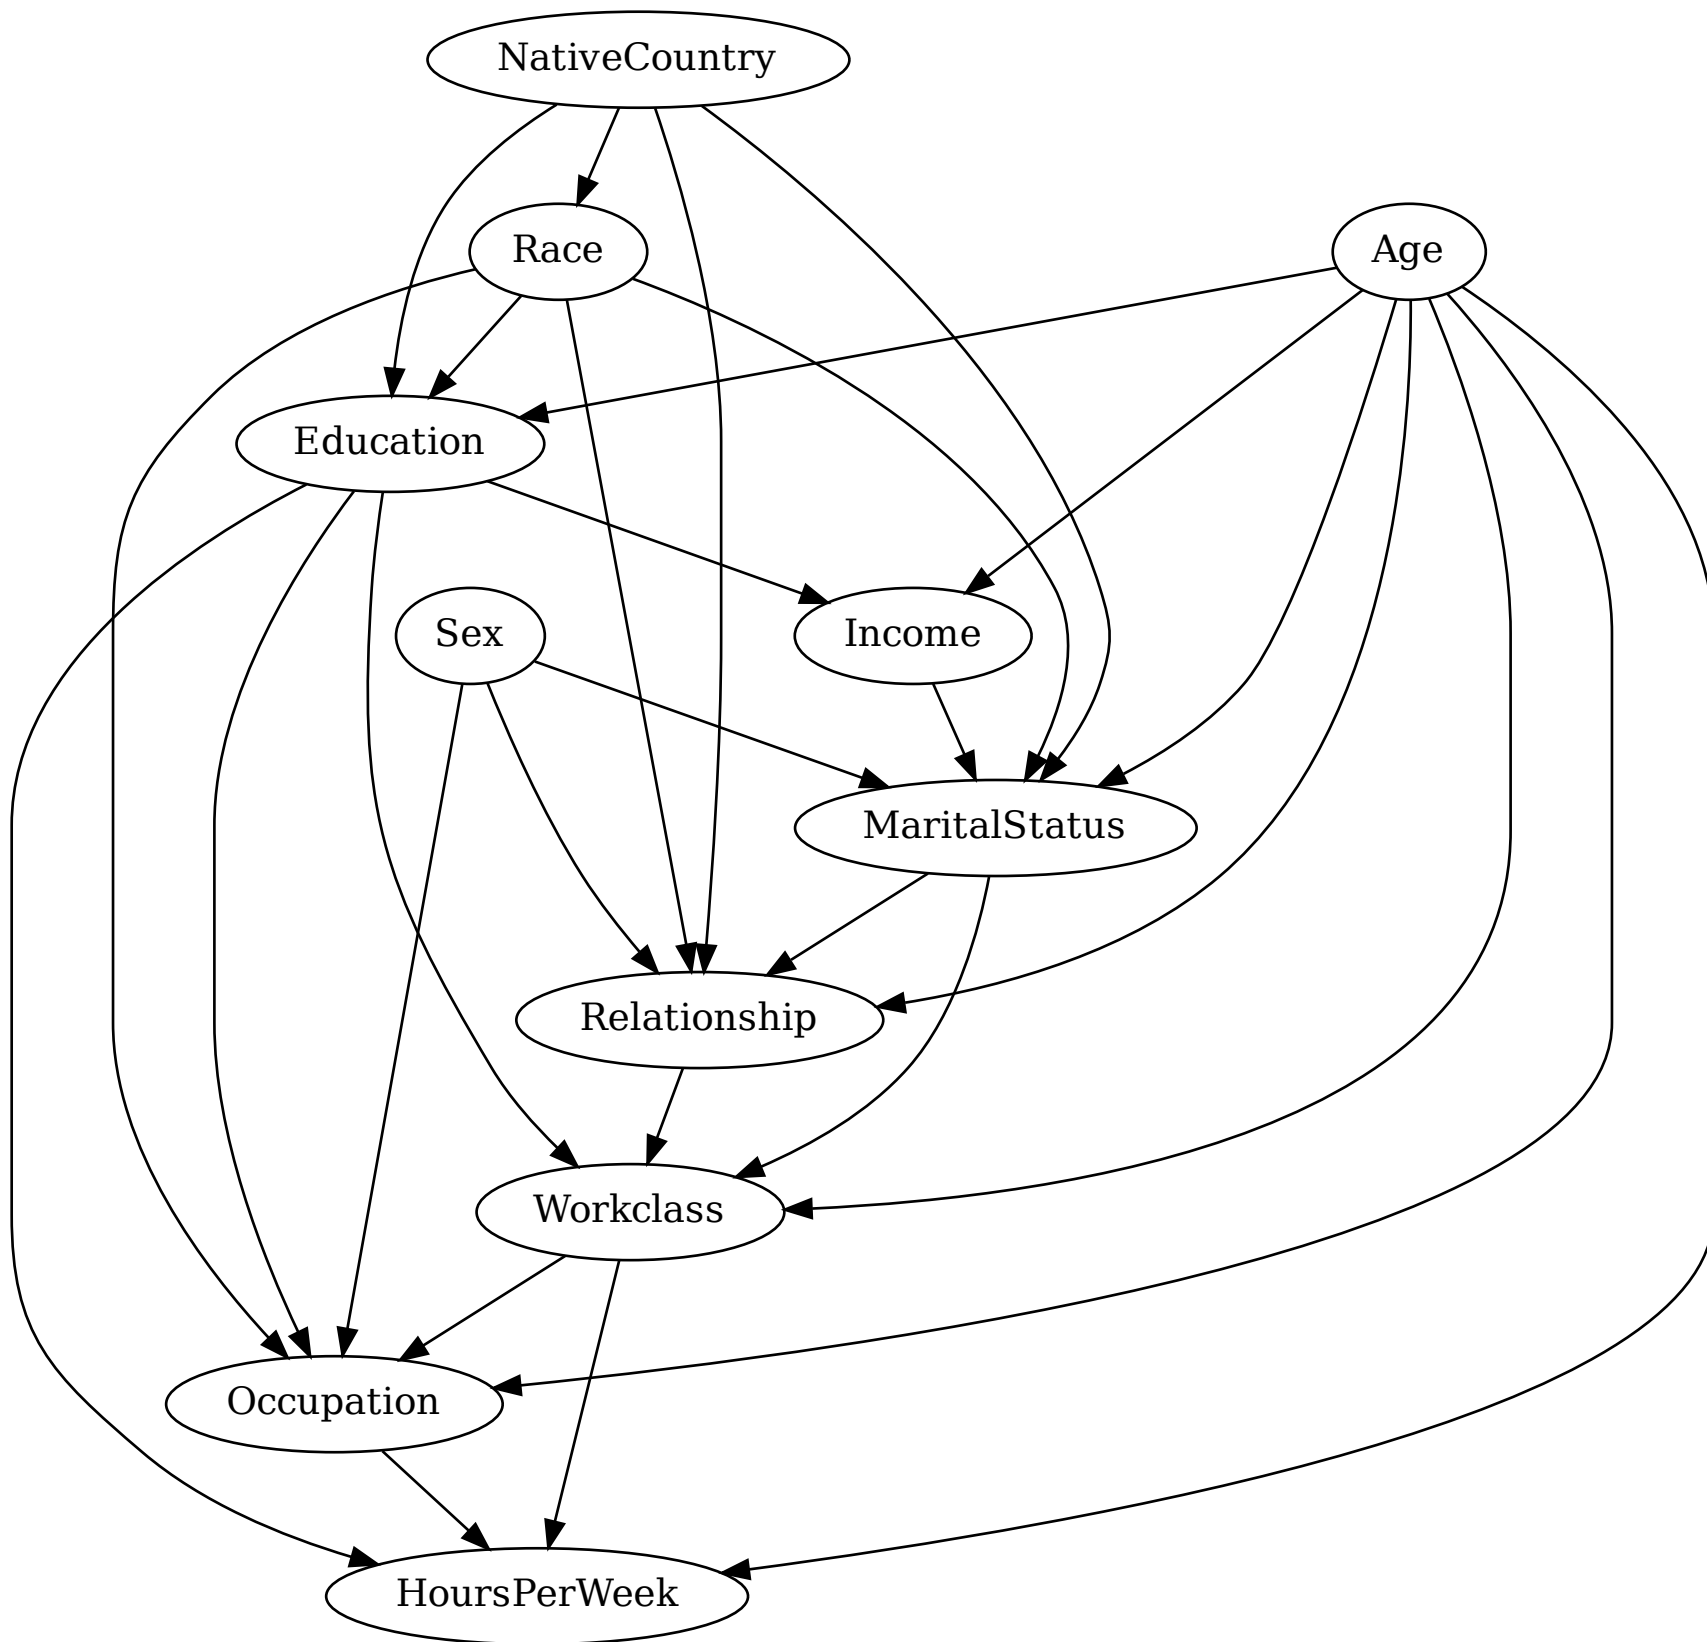 NativeCountry
Race
Age
Education
Sex
Income
MaritalStatus
Relationship
Workclass
Occupation
HoursPerWeek